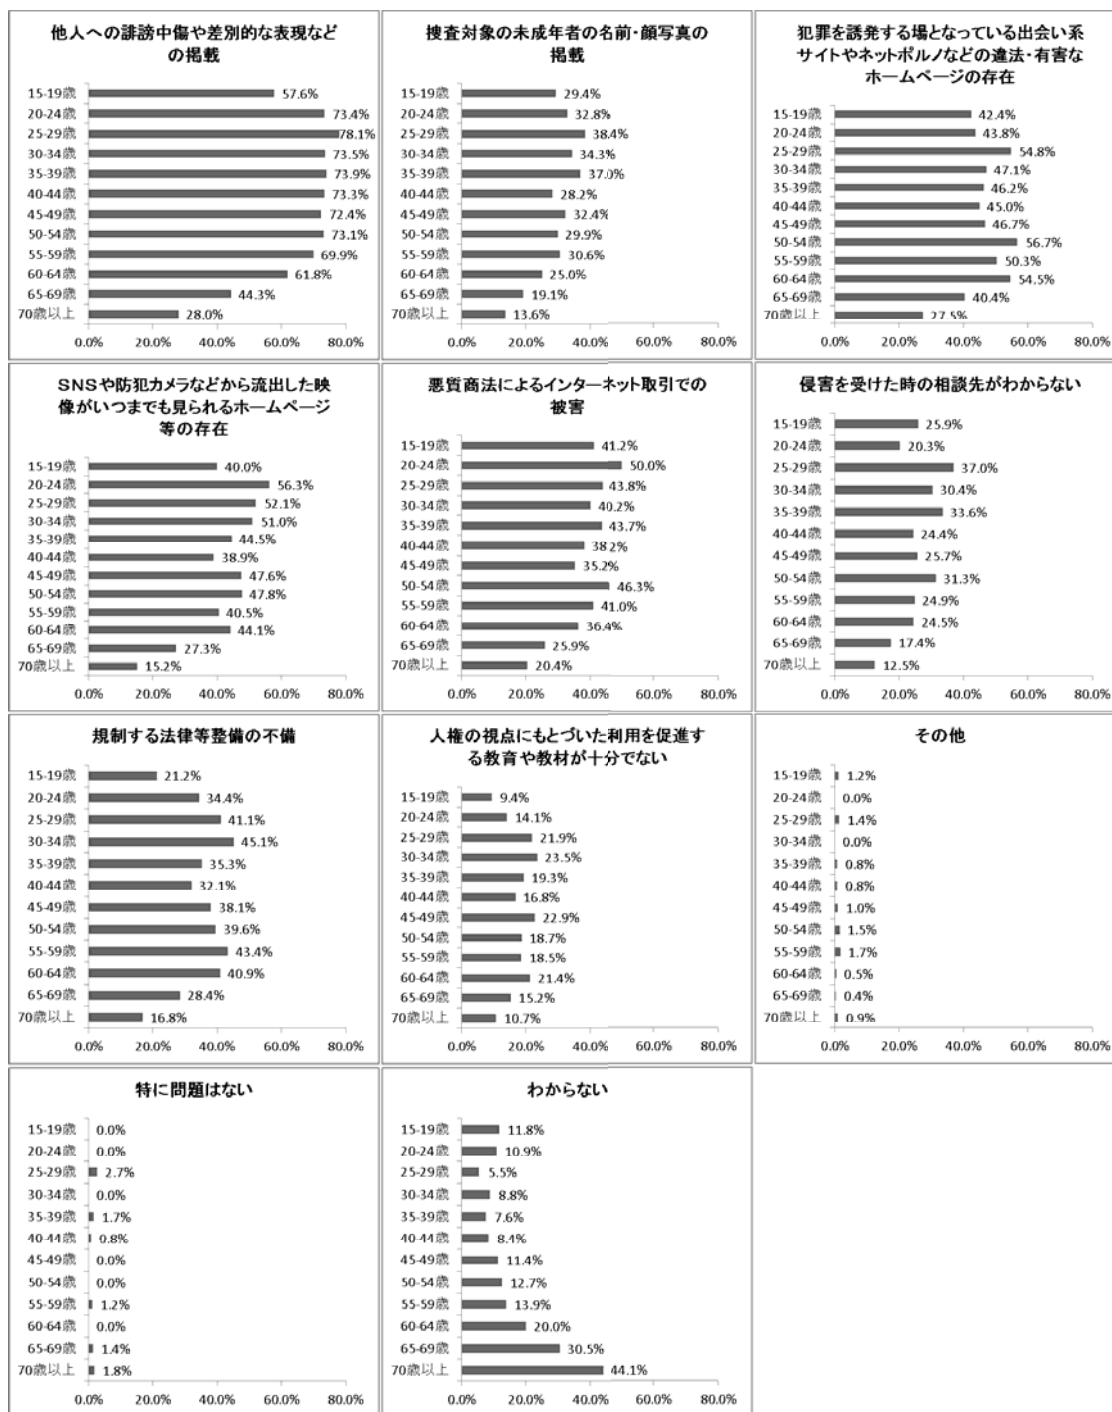 他人への誹謗中傷や差別的な表現など
の掲載
15-19歳 57.6%
20-24歳 73.4%
25-29歳 78.1%
30-34歳 73.5%
35-39歳 73.9%
40-44歳 73.3%
45-49歳 72.4%
50-54歳 73.1%
55-59歳 69.9%
60-64歳 61.8%
65-69歳 44.3%
70歳以上 28.0%
0.0% 20.0% 40.0% 60.0% 80.0%
捜査対象の未成年者の名前・顔写真の
掲載
15-19歳 29.4%
20-24歳 32.8%
25-29歳 38.4%
30-34歳 34.3%
35-39歳 37.0%
40-44歳 28.2%
45-49歳 32.4%
50-54歳 29.9%
55-59歳 30.6%
60-64歳 25.0%
65-69歳 19.1%
70歳以上 13.6%
0.0% 20.0% 40.0% 60.0% 80.0%
犯罪を誘発する場となっている出会い系
サイトやネットポルノなどの違法・有害な
ホームページの存在
15-19歳 42.4%
20-24歳 43.8%
25-29歳 54.8%
30-34歳 47.1%
35-39歳 46.2%
40-44歳 45.0%
45-49歳 46.7%
50-54歳 56.7%
55-59歳 50.3%
60-64歳 54.5%
65-69歳 40.4%
70歳以上 27.5%
0.0% 20.0% 40.0% 60.0% 80.0%
SNSや防犯カメラなどから流出した映
像がいつまでも見られるホームページ
等の存在
15-19歳 40.0%
20-24歳 56.3%
25-29歳 52.1%
30-34歳 51.0%
35-39歳 44.5%
40-44歳 38.9%
45-49歳 47.6%
50-54歳 47.8%
55-59歳 40.5%
60-64歳 44.1%
65-69歳 27.3%
70歳以上 15.2%
0.0% 20.0% 40.0% 60.0% 80.0%
悪質商法によるインターネット取引での
被害
15-19歳 41.2%
20-24歳 50.0%
25-29歳 43.8%
30-34歳 40.2%
35-39歳 43.7%
40-44歳 38.2%
45-49歳 35.2%
50-54歳 46.3%
55-59歳 41.0%
60-64歳 36.4%
65-69歳 25.9%
70歳以上 20.4%
0.0% 20.0% 40.0% 60.0% 80.0%
侵害を受けた時の相談先がわからない
15-19歳 25.9%
20-24歳 20.3%
25-29歳 37.0%
30-34歳 30.4%
35-39歳 33.6%
40-44歳 24.4%
45-49歳 25.7%
50-54歳 31.3%
55-59歳 24.9%
60-64歳 24.5%
65-69歳 17.4%
70歳以上 12.5%
0.0% 20.0% 40.0% 60.0% 80.0%
規制する法律等整備の不備
15-19歳 21.2%
20-24歳 34.4%
25-29歳 41.1%
30-34歳 45.1%
35-39歳 35.3%
40-44歳 32.1%
45-49歳 38.1%
50-54歳 39.6%
55-59歳 43.4%
60-64歳 40.9%
65-69歳 28.4%
70歳以上 16.8%
0.0% 20.0% 40.0% 60.0% 80.0%
人権の視点にもとづいた利用を促進す
る教育や教材が十分でない
15-19歳 9.4%
20-24歳 14.1%
25-29歳 21.9%
30-34歳 23.5%
35-39歳 19.3%
40-44歳 16.8%
45-49歳 22.9%
50-54歳 18.7%
55-59歳 18.5%
60-64歳 21.4%
65-69歳 15.2%
70歳以上 10.7%
0.0% 20.0% 40.0% 60.0% 80.0%
その他
15-19歳 1.2%
20-24歳 0.0%
25-29歳 1.4%
30-34歳 0.0%
35-39歳 0.8%
40-44歳 0.8%
45-49歳 1.0%
50-54歳 1.5%
55-59歳 1.7%
60-64歳 0.5%
65-69歳 0.4%
70歳以上 0.9%
0.0% 20.0% 40.0% 60.0% 80.0%
特に問題はない
15-19歳 0.0%
20-24歳 0.0%
25-29歳 2.7%
30-34歳 0.0%
35-39歳 1.7%
40-44歳 0.8%
45-49歳 0.0%
50-54歳 0.0%
55-59歳 1.2%
60-64歳 0.0%
65-69歳 1.4%
70歳以上 1.8%
0.0% 20.0% 40.0% 60.0% 80.0%
わからない
15-19歳 11.8%
20-24歳 10.9%
25-29歳 5.5%
30-34歳 8.8%
35-39歳 7.6%
40-44歳 8.4%
45-49歳 11.4%
50-54歳 12.7%
55-59歳 13.9%
60-64歳 20.0%
65-69歳 30.5%
70歳以上 44.1%
0.0% 20.0% 40.0% 60.0% 80.0%